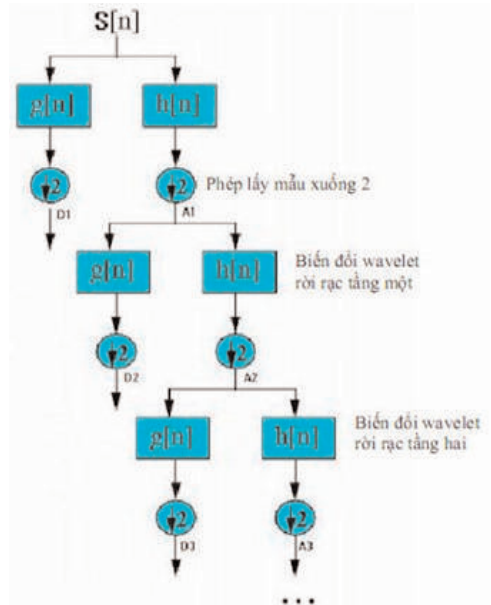 S[n]
g[n]
h[n]
↓2
↓2
Phép lấy mẫu xuống 2
D1
A1
g[n]
h[n]
Biến đổi wavelet
rời rạc tầng một
↓2
↓2
D2
A2
g[n]
h[n]
Biến đổi wavelet
rời rạc tầng hai
↓2
↓2
D3
A3
...